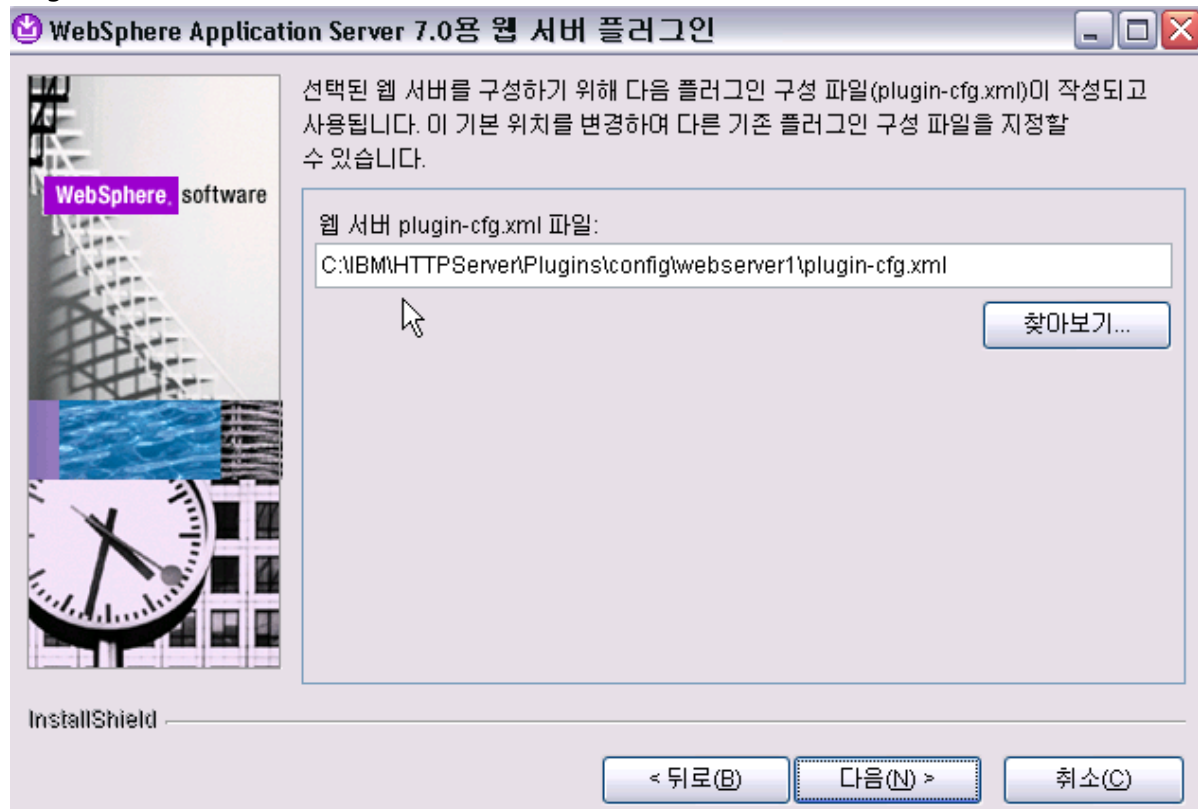 WebSphere Application Server 7.0용 웹 서버 플러그인
선택된 웹 서버를 구성하기 위해 다음 플러그인 구성 파일(plugin-cfg.xml)이 작성되고
사용됩니다. 이 기본 위치를 변경하여 다른 기존 플러그인 구성 파일을 지정할
수 있습니다.
WebSphere. software
웹 서버 plugin-cfg.xml 파일:
C:\IBM\HTTPServer\Plugins\config\webserver1\plugin-cfg.xml
찾아보기...
InstallShield
< 뒤로(B)
다음(N) >
취소(C)